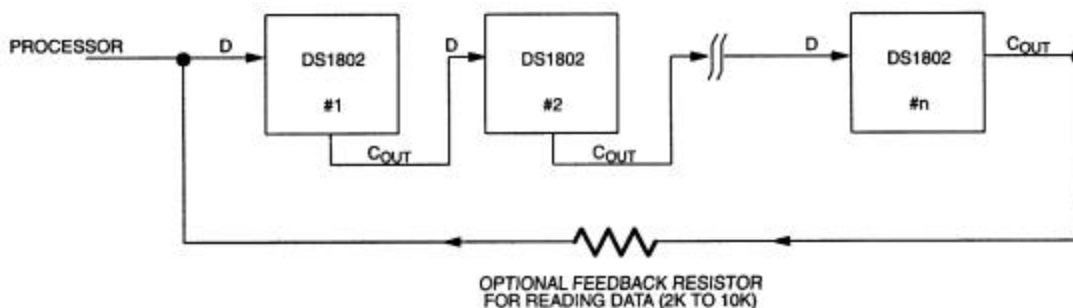 PROCESSOR
D
DS1802
#1
COUT
D
DS1802
#2
COUT
D
DS1802
#n
COUT
OPTIONAL FEEDBACK RESISTOR
FOR READING DATA (2K TO 10K)